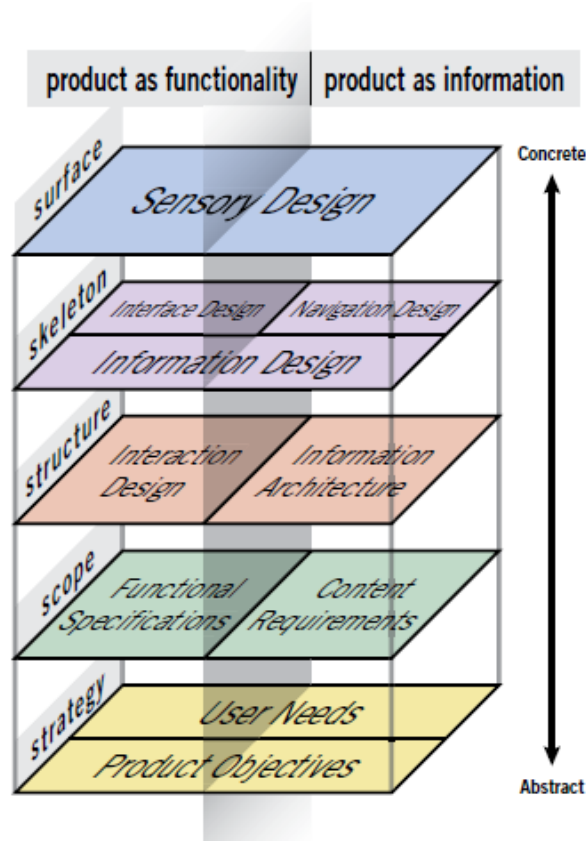 product as functionality
product as information
Concrete
surface
Sensory Design
skeleton
Interface Design
Navigation Design
Information Design
structure
Interaction
Design
Information
Architecture
scope
Functional
Specifications
Content
Requirements
strategy
User Needs
Product Objectives
Abstract